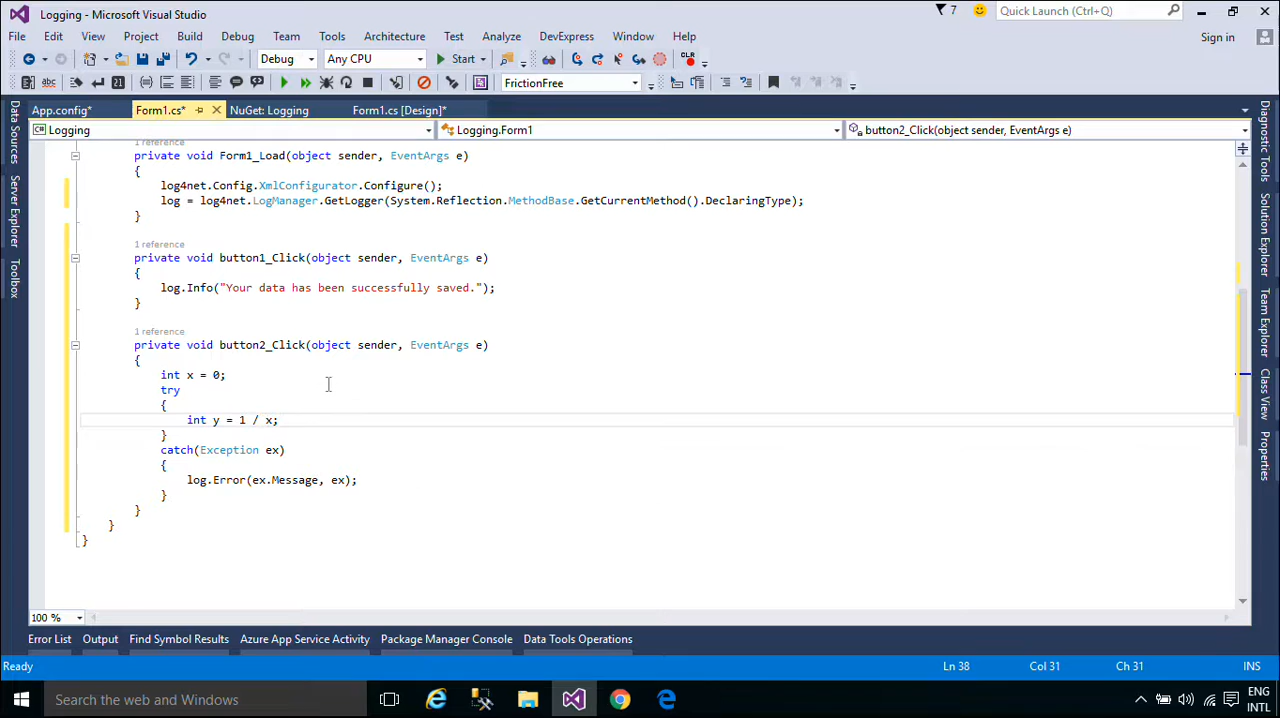 Logging - Microsoft Visual Studio
7
Quick Launch (Ctrl+Q)
File Edit View Project Build Debug Team Tools Architecture Test Analyze DevExpress Window Help
Sign in
Debug Any CPU Start CLR
abc 21 FrictionFree
App.config* Form1.cs* NuGet: Logging Form1.cs [Design]*
Logging Logging.Form1 button2_Click(object sender, EventArgs e)
Data Sources
Server Explorer
Toolbox
1 reference
private void Form1_Load(object sender, EventArgs e)
{
log4net.Config.XmlConfigurator.Configure();
log = log4net.LogManager.GetLogger(System.Reflection.MethodBase.GetCurrentMethod().DeclaringType);
}
1 reference
private void button1_Click(object sender, EventArgs e)
{
log.Info("Your data has been successfully saved.");
}
1 reference
private void button2_Click(object sender, EventArgs e)
{
int x = 0;
try
{
int y = 1 / x;
}
catch(Exception ex)
{
log.Error(ex.Message, ex);
}
}
}
}
Diagnostic Tools
Solution Explorer
Team Explorer
Properties
100 %
Error List Output Find Symbol Results Azure App Service Activity Package Manager Console Data Tools Operations
Ready Ln 38 Col 31 Ch 31 INS
Search the web and Windows
ENG
INTL